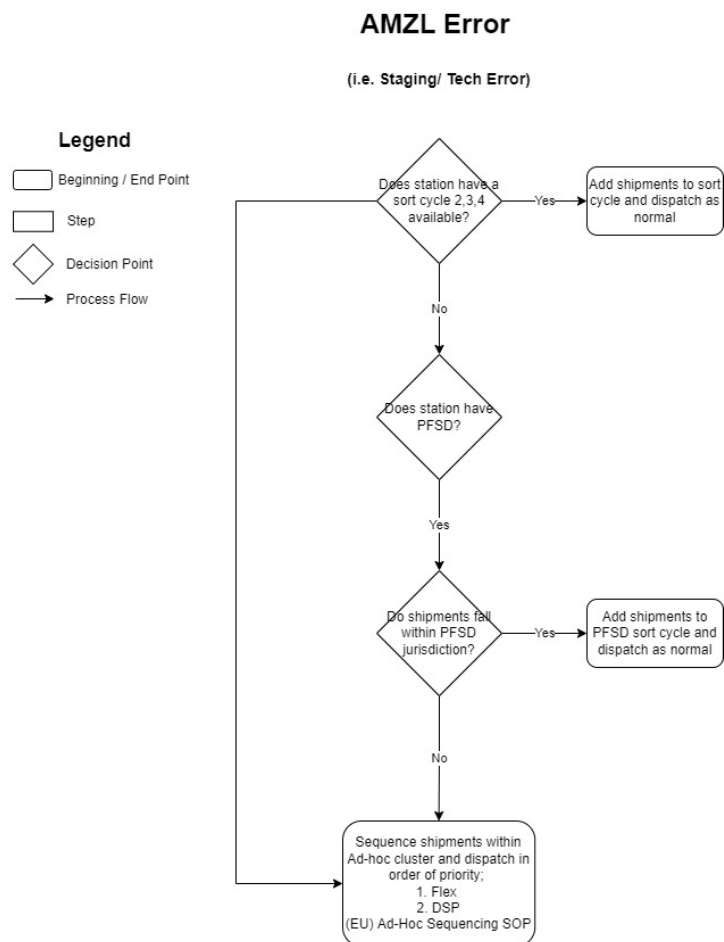 AMZL Error
(i.e. Staging/ Tech Error)
Legend
Beginning / End Point
Step
Decision Point
Process Flow
Does station have a
sort cycle 2,3,4
available?
Yes
Add shipments to sort
cycle and dispatch as
normal
No
Does station have
PFSD?
Yes
Do shipments fall
within PFSD
jurisdiction?
Yes
Add shipments to
PFSD sort cycle and
dispatch as normal
No
Sequence shipments within
Ad-hoc cluster and dispatch in
order of priority;
1. Flex
2. DSP
(EU) Ad-Hoc Sequencing SOP